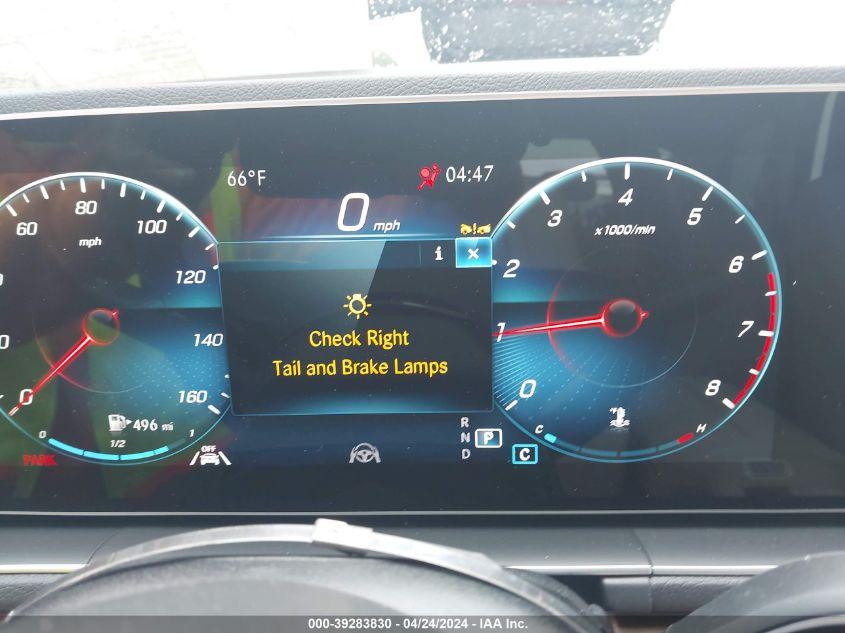 66°F
04:47
0 mph
60
80
100
120
140
160
0
mph
i
×
Check Right
Tail and Brake Lamps
496 mi
0
1/2
1
PARK
OFF
R
N
P
D
C
0
1
2
3
4
5
6
7
8
x1000/min
C
H
000-39283830 - 04/24/2024 - IAA Inc.